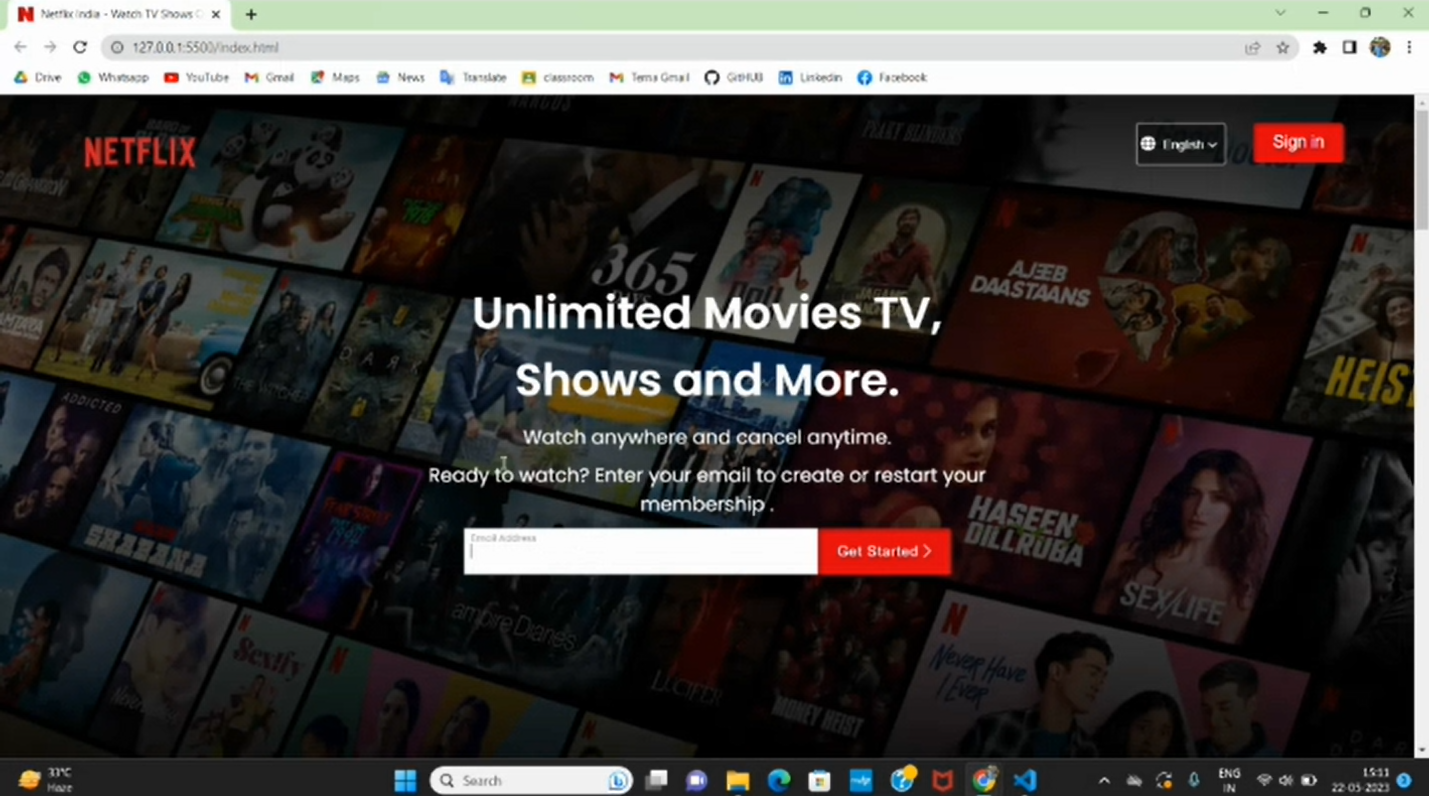 Netflix India - Watch TV Shows
127.0.0.1:5500/index.html
Drive
Whatsapp
YouTube
Gmail
Maps
News
Translate
classroom
Tema Gmail
GitHUB
Linkedin
Facebook
NARCOS
PEAKY BLINDERS
NETFLIX
English
Sign in
365
AJEEB
DAASTAANS
Unlimited Movies TV,
Shows and More.
DARK
THE WITCHER
HEIST
ADDICTED
Watch anywhere and cancel anytime.
Ready to watch? Enter your email to create or restart your
membership .
HASEEN
DILLRUBA
Email Address
Get Started
SEX/LIFE
ampire Diaries
Sextify
LUCIFER
MONEY HEIST
NEVER HAVE
I EVER
33°C
Haze
Search
ENG
IN
15:11
22-05-2023